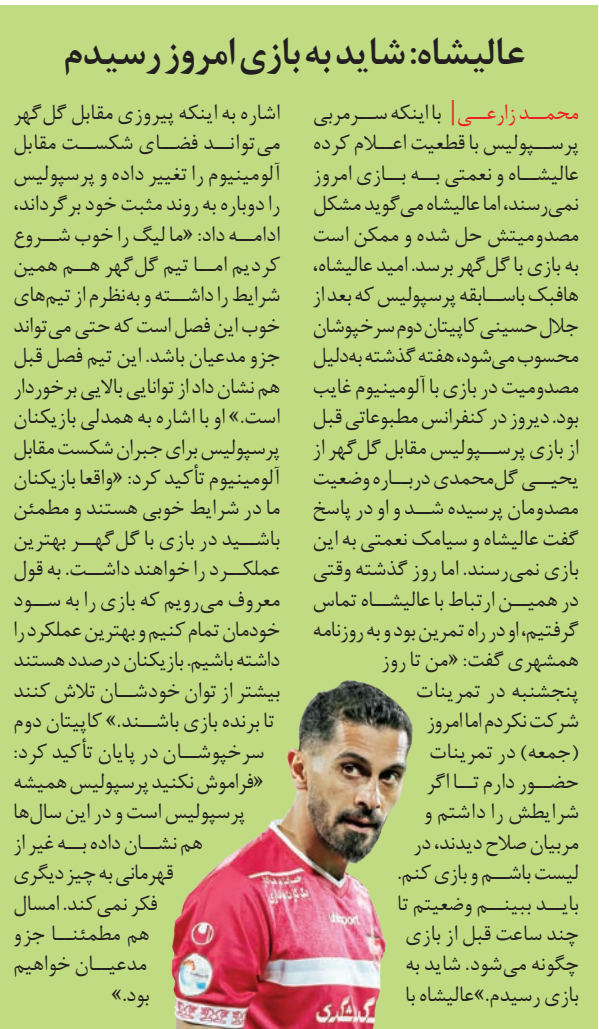 عالیشاه: شاید به بازی امروز رسیدم
محمد زارعی| با اینکه سرمربی
پرسپولیس با قطعیت اعلام کرده
عالیشاه و نعمتی به بازی امروز
نمی‌رسند، اما عالیشاه می‌گوید مشکل
مصدومیتش حل شده و ممکن است
به بازی با گل‌گهر برسد. امید عالیشاه،
هافبک باسابقه پرسپولیس که بعد از
جلال حسینی کاپیتان دوم سرخپوشان
محسوب می‌شود، هفته گذشته به‌دلیل
مصدومیت در بازی با آلومینیوم غایب
بود. دیروز در کنفرانس مطبوعاتی قبل
از بازی پرسپولیس مقابل گل‌گهر از
یحیی گل‌محمدی درباره وضعیت
مصدومان پرسیده شد و او در پاسخ
گفت عالیشاه و سیامک نعمتی به این
بازی نمی‌رسند. اما روز گذشته وقتی
در همین ارتباط با عالیشاه تماس
گرفتیم، او در راه تمرین بود و به روزنامه
همشهری گفت: «من تا روز
پنجشنبه در تمرینات
شرکت نکردم اما امروز
(جمعه) در تمرینات
حضور دارم تا اگر
شرایطش را داشتم و
مربیان صلاح دیدند، در
لیست باشم و بازی کنم.
باید ببینم وضعیتم تا
چند ساعت قبل از بازی
چگونه می‌شود. شاید به
بازی رسیدم.» عالیشاه با
اشاره به اینکه پیروزی مقابل گل‌گهر
می‌تواند فضای شکست مقابل
آلومینیوم را تغییر داده و پرسپولیس
را دوباره به روند مثبت خود برگرداند،
ادامه داد: «ما لیگ را خوب شروع
کردیم اما تیم گل‌گهر هم همین
شرایط را داشته و به‌نظرم از تیم‌های
خوب این فصل است که حتی می‌تواند
جزو مدعیان باشد. این تیم فصل قبل
هم نشان داد از توانایی بالایی برخوردار
است.» او با اشاره به همدلی بازیکنان
پرسپولیس برای جبران شکست مقابل
آلومینیوم تأکید کرد: «واقعا بازیکنان
ما در شرایط خوبی هستند و مطمئن
باشید در بازی با گل‌گهر بهترین
عملکرد را خواهند داشت. به قول
معروف می‌رویم که بازی را به سود
خودمان تمام کنیم و بهترین عملکرد را
داشته باشیم. بازیکنان درصدد هستند
بیشتر از توان خودشان تلاش کنند
تا برنده بازی باشند.» کاپیتان دوم
سرخپوشان در پایان تأکید کرد:
«فراموش نکنید پرسپولیس همیشه
پرسپولیس است و در این سال‌ها
هم نشان داده به غیر از
قهرمانی به چیز دیگری
فکر نمی‌کند. امسال
هم مطمئنا جزو
مدعیان خواهیم
بود.»
uhlsport